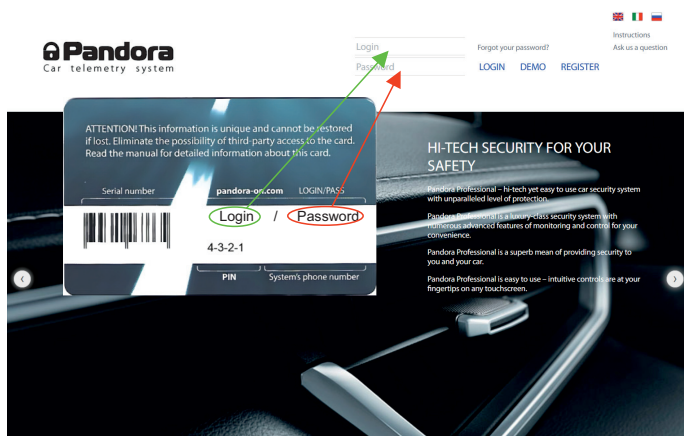 Instructions
Ask us a question
Pandora
Car telemetry system
Login
Forgot your password?
Password
LOGIN DEMO REGISTER
ATTENTION! This information is unique and cannot be restored
if lost. Eliminate the possibility of third-party access to the card.
Read the manual for detailed information about this card.
Serial number pandora-on.com LOGIN/PASS
Login / Password
4-3-2-1
PIN System's phone number
HI-TECH SECURITY FOR YOUR
SAFETY
Pandora Professional – hi-tech yet easy to use car security system
with unparalleled level of protection.
Pandora Professional is a luxury-class security system with
numerous advanced features of monitoring and control for your
convenience.
Pandora Professional is a superb mean of providing security to
you and your car.
Pandora Professional is easy to use – intuitive controls are at your
fingertips on any touchscreen.